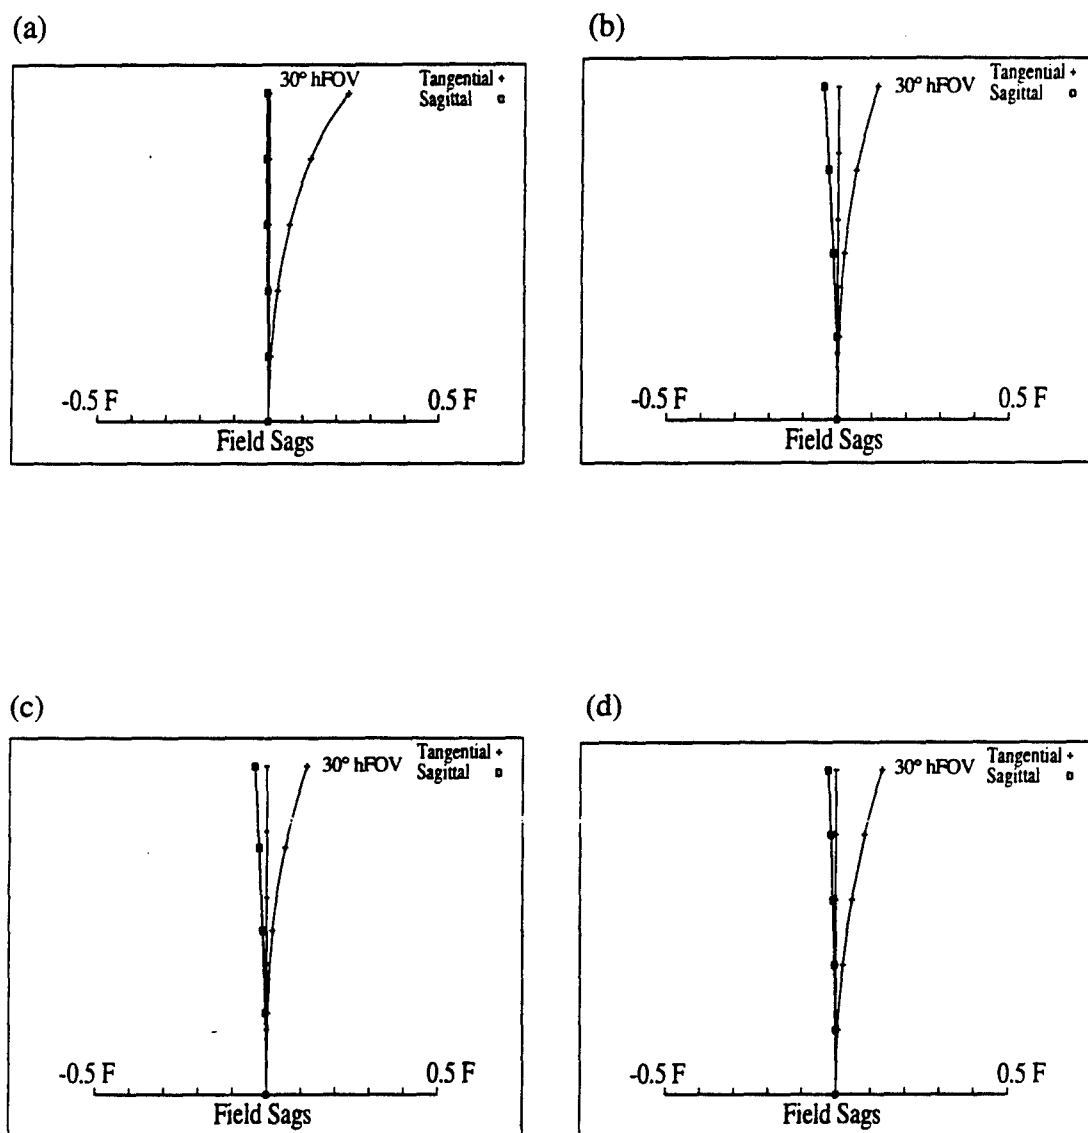 (a)
30° hFOV
Tangential +
Sagittal
-0.5 F
0.5 F
Field Sags
(b)
30° hFOV
Tangential +
Sagittal
-0.5 F
0.5 F
Field Sags
(c)
30° hFOV
Tangential +
Sagittal
-0.5 F
0.5 F
Field Sags
(d)
30° hFOV
Tangential +
Sagittal
-0.5 F
0.5 F
Field Sags